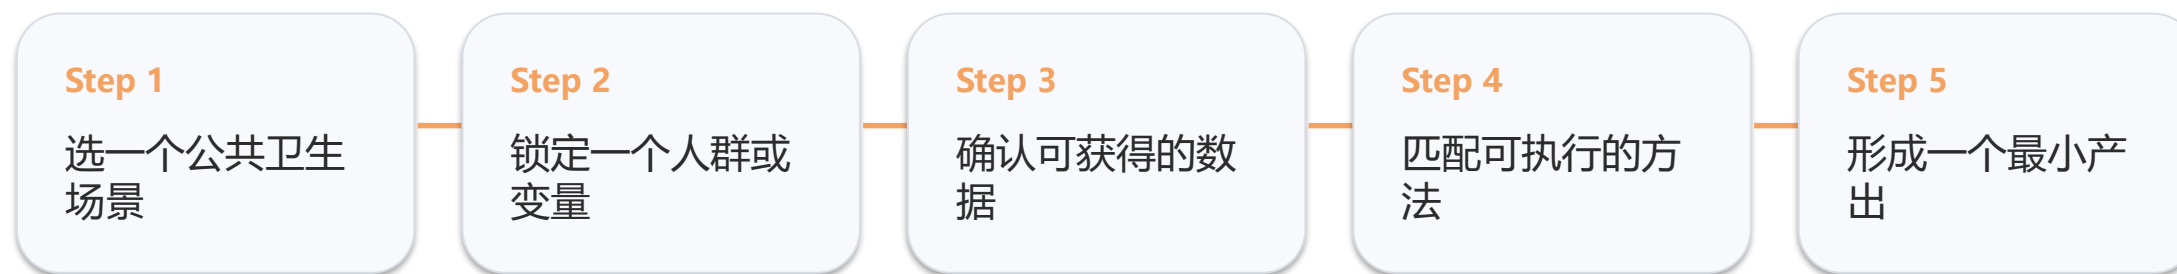 Step 1
选一个公共卫生
场景
Step 2
锁定一个人群或
变量
Step 3
确认可获得的数
据
Step 4
匹配可执行的方
法
Step 5
形成一个最小产
出